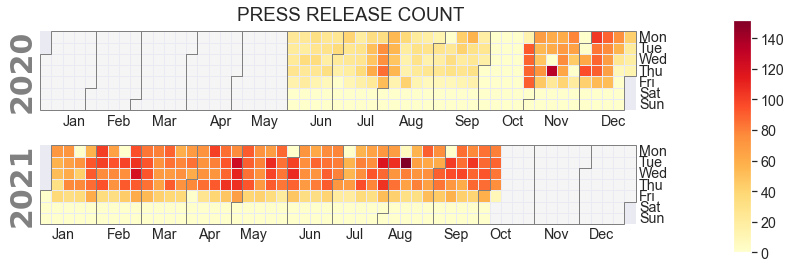 PRESS RELEASE COUNT
2020
Mon
Tue
Wed
Thu
Fri
Sat
Sun
Jan Feb Mar Apr May Jun Jul Aug Sep Oct Nov Dec
2021
Mon
Tue
Wed
Thu
Fri
Sat
Sun
Jan Feb Mar Apr May Jun Jul Aug Sep Oct Nov Dec
140
120
100
80
60
40
20
0